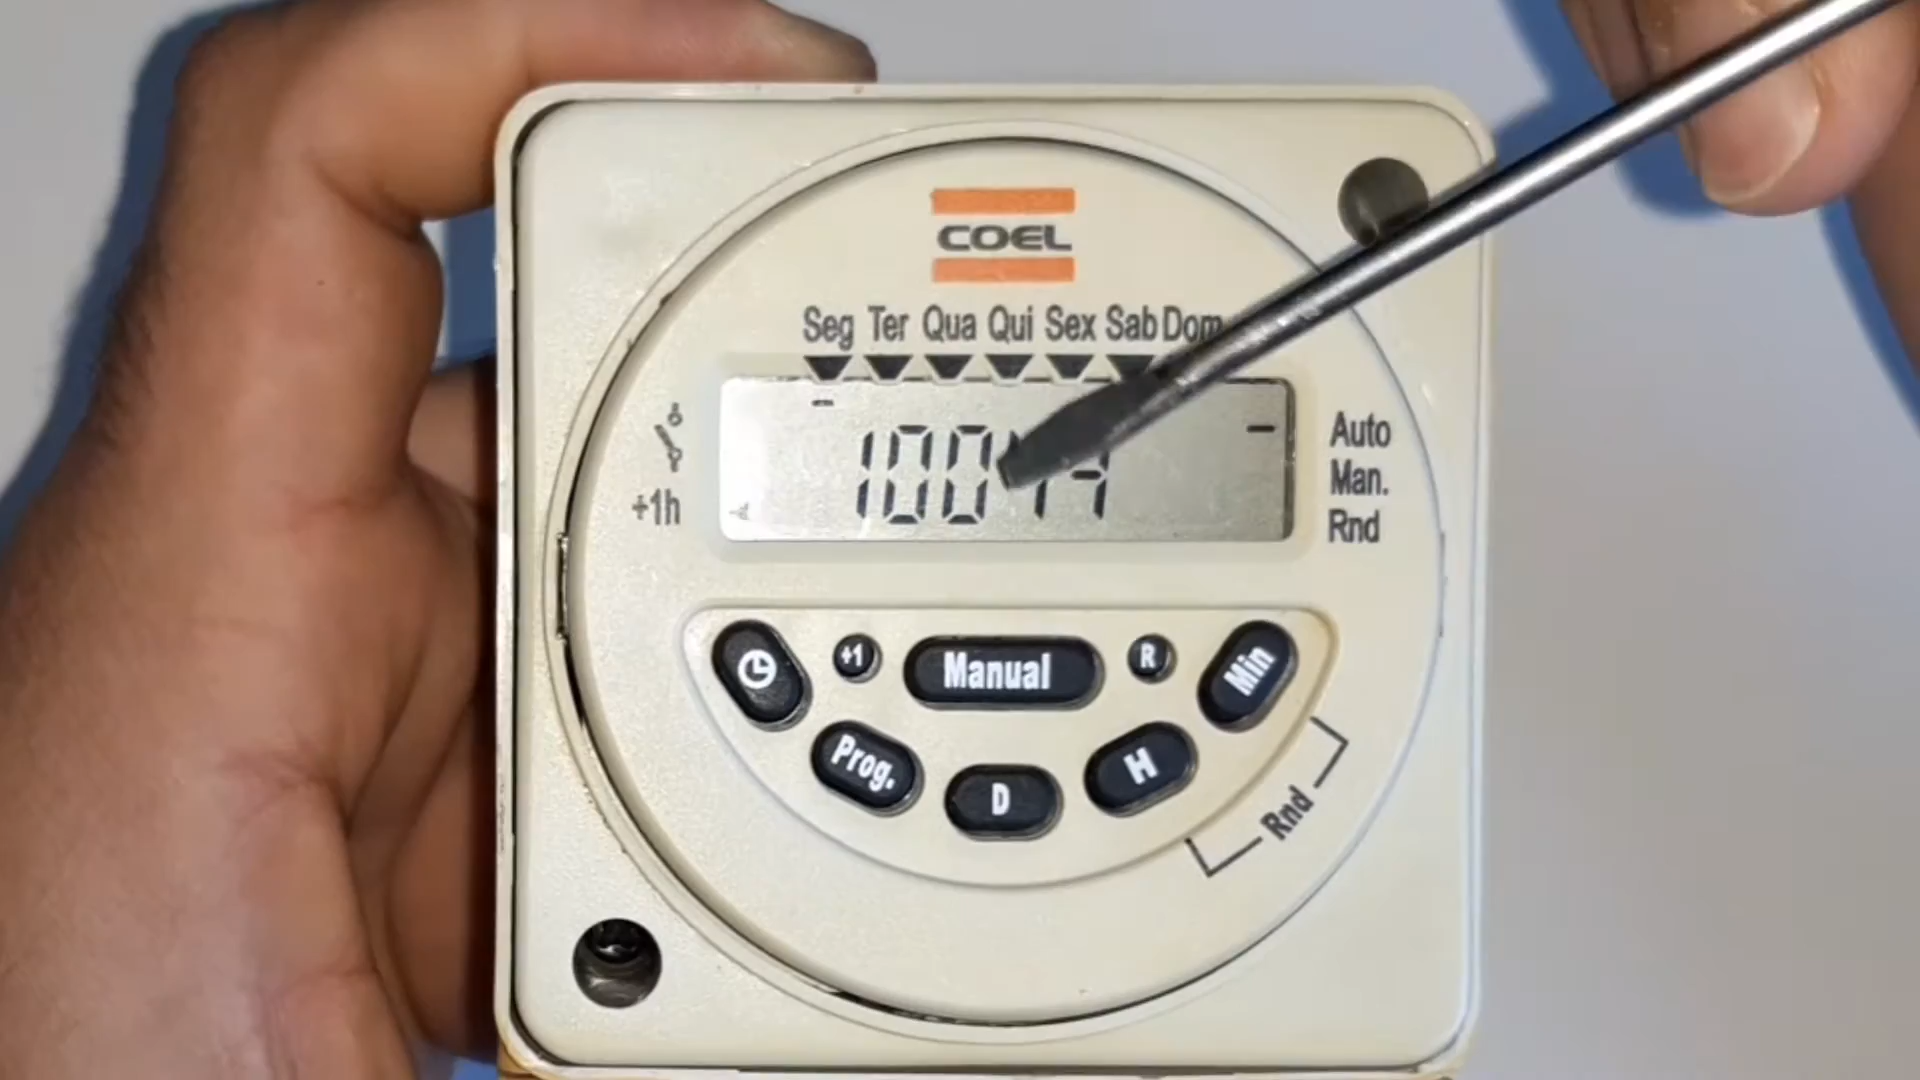 COEL
Seg Ter Qua Qui Sex Sab Dom
Auto
Man.
Rnd
+1h
+1 Manual R Min
Prog. D H
Rnd